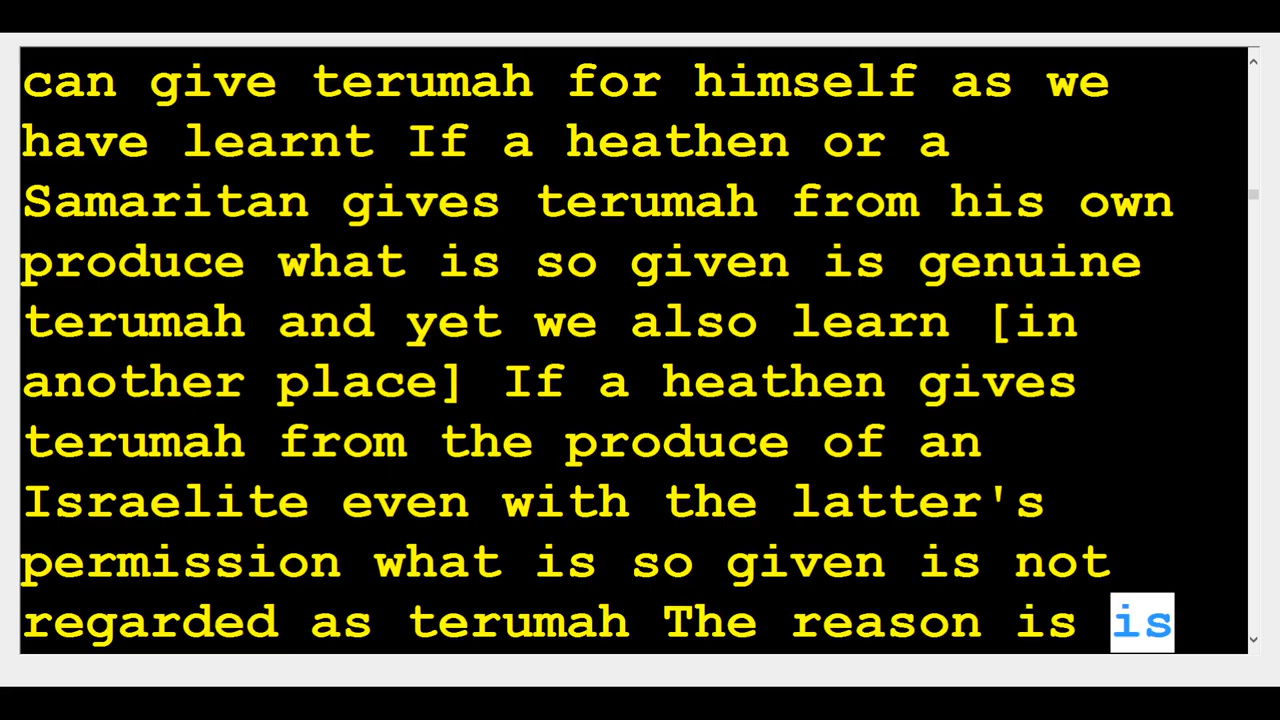 can give terumah for himself as we
have learnt If a heathen or a
Samaritan gives terumah from his own
produce what is so given is genuine
terumah and yet we also learn [in
another place] If a heathen gives
terumah from the produce of an
Israelite even with the latter's
permission what is so given is not
regarded as terumah The reason is is